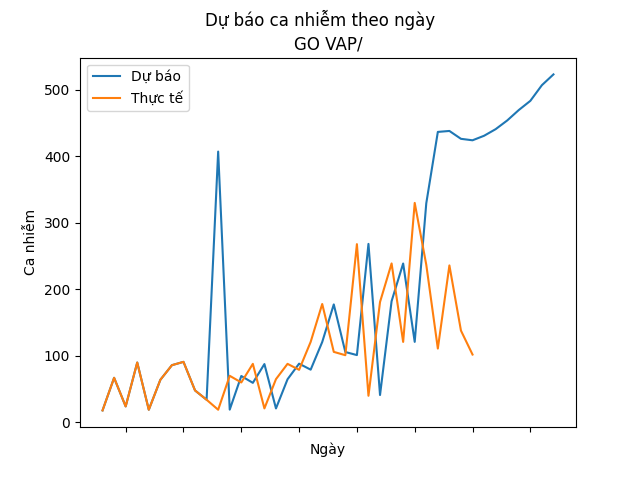 Dự báo ca nhiễm theo ngày
GO VAP/
Dự báo
Thực tế
500
400
300
200
100
0
Ca nhiễm
Ngày